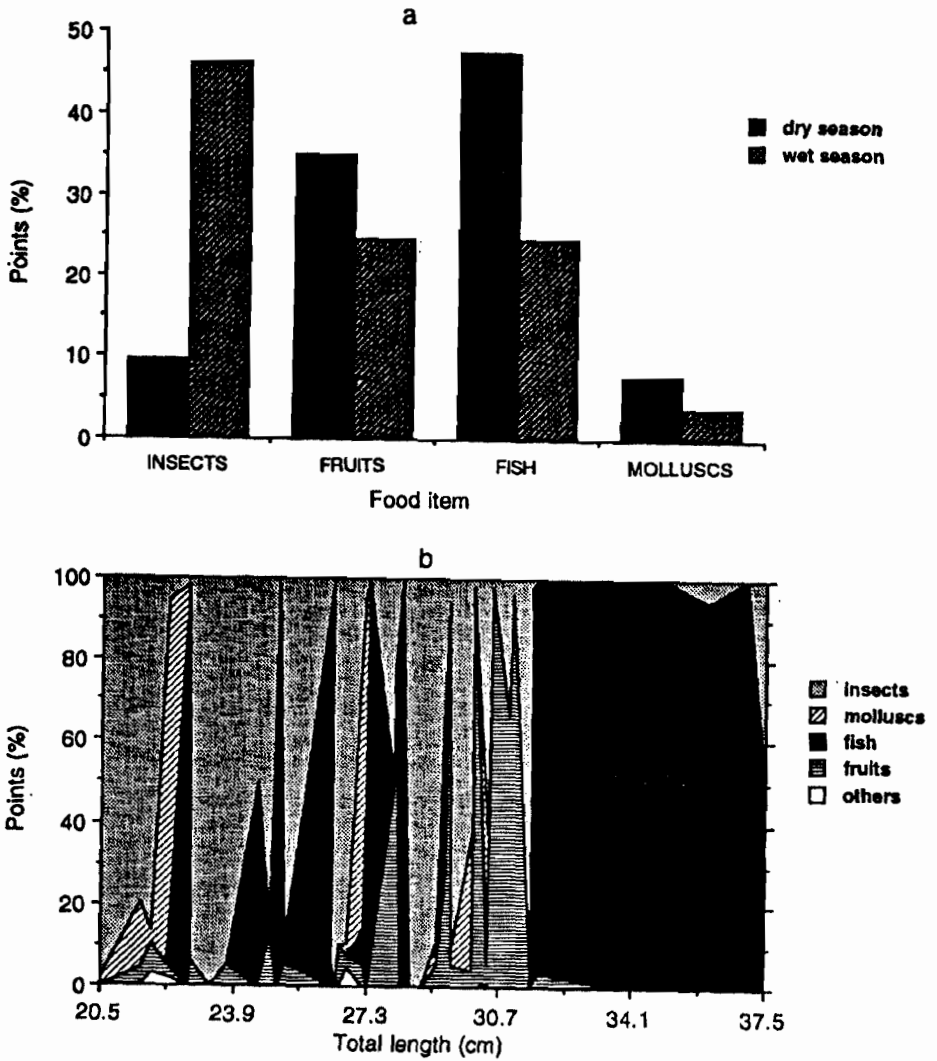 a
50
40
30
20
10
0
Points (%)
dry season
wet season
INSECTS FRUITS FISH MOLLUSCS
Food item
b
100
80
60
40
20
0
Points (%)
insects
molluscs
fish
fruits
others
20.5 23.9 27.3 30.7 34.1 37.5
Total length (cm)